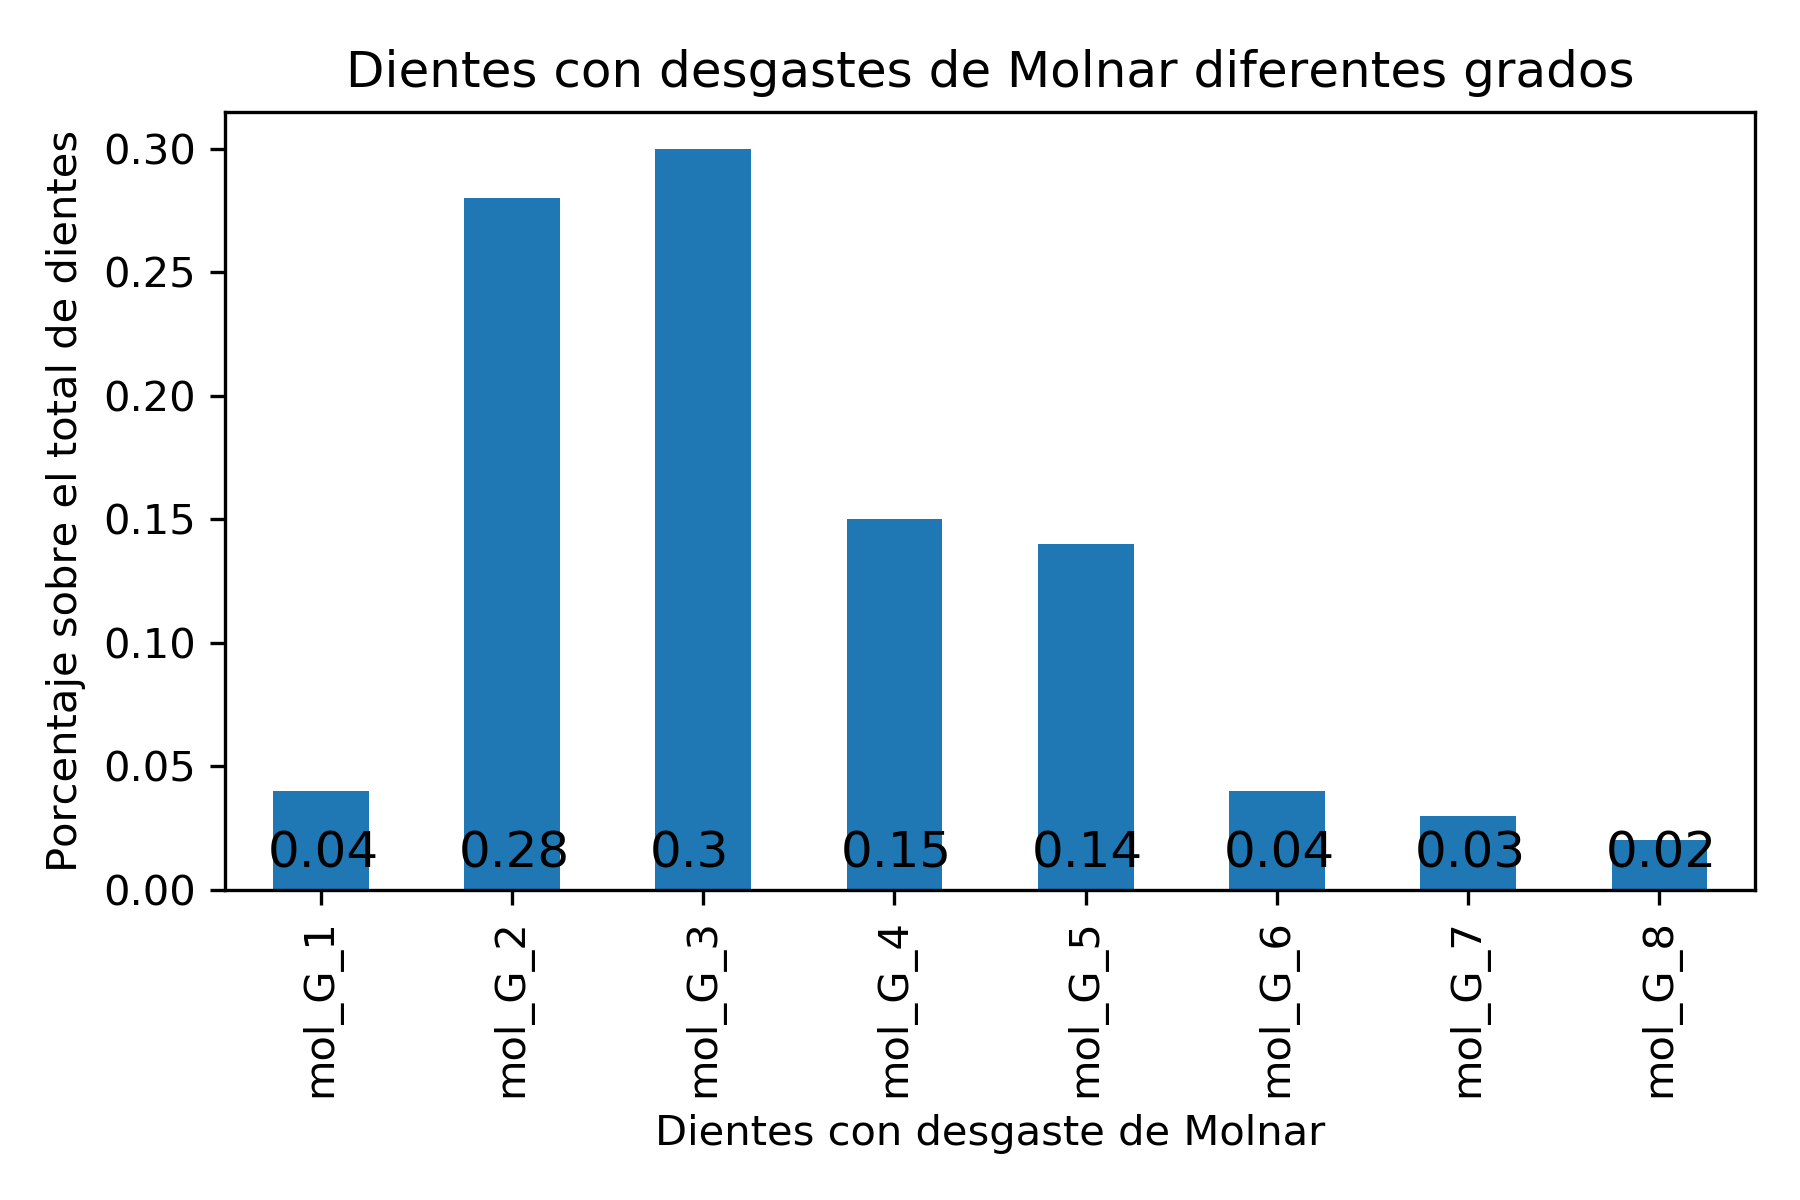 Dientes con desgastes de Molnar diferentes grados
Porcentaje sobre el total de dientes
0.30
0.25
0.20
0.15
0.10
0.05
0.00
0.04 0.28 0.3 0.15 0.14 0.04 0.03 0.02
mol_G_1 mol_G_2 mol_G_3 mol_G_4 mol_G_5 mol_G_6 mol_G_7 mol_G_8
Dientes con desgaste de Molnar